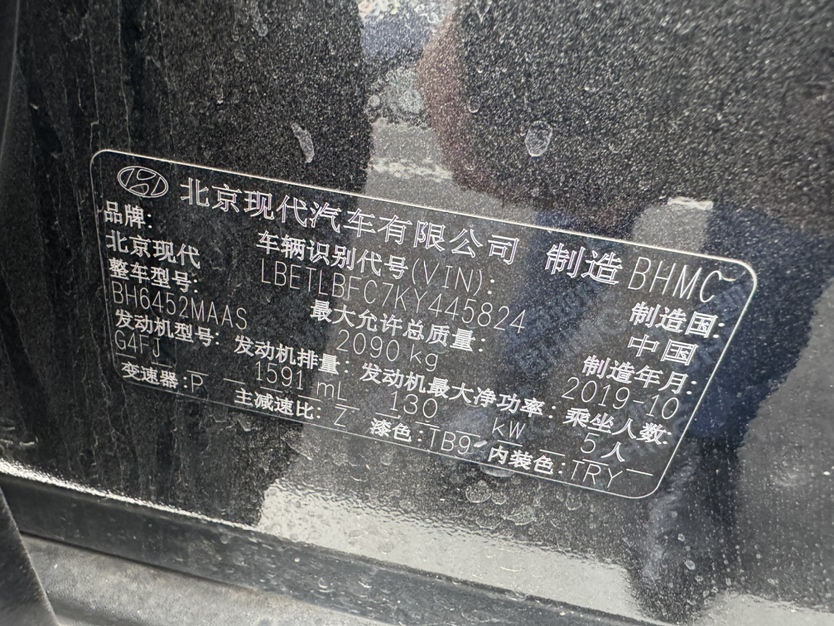 北京现代汽车有限公司 制造 BHMC
品牌: 车辆识别代号(VIN): 制造国:
北京现代 LBETLBFC7KY445824 中国
整车型号: 最大允许总质量: 制造年月:
BH6452MAAS 2090 kg 2019-10
发动机型号: 发动机排量: 发动机最大净功率: 乘坐人数:
G4FJ 1591 mL 130 kW 5人
变速器:P 主减速比: Z 漆色:TB9 内装色:TRY